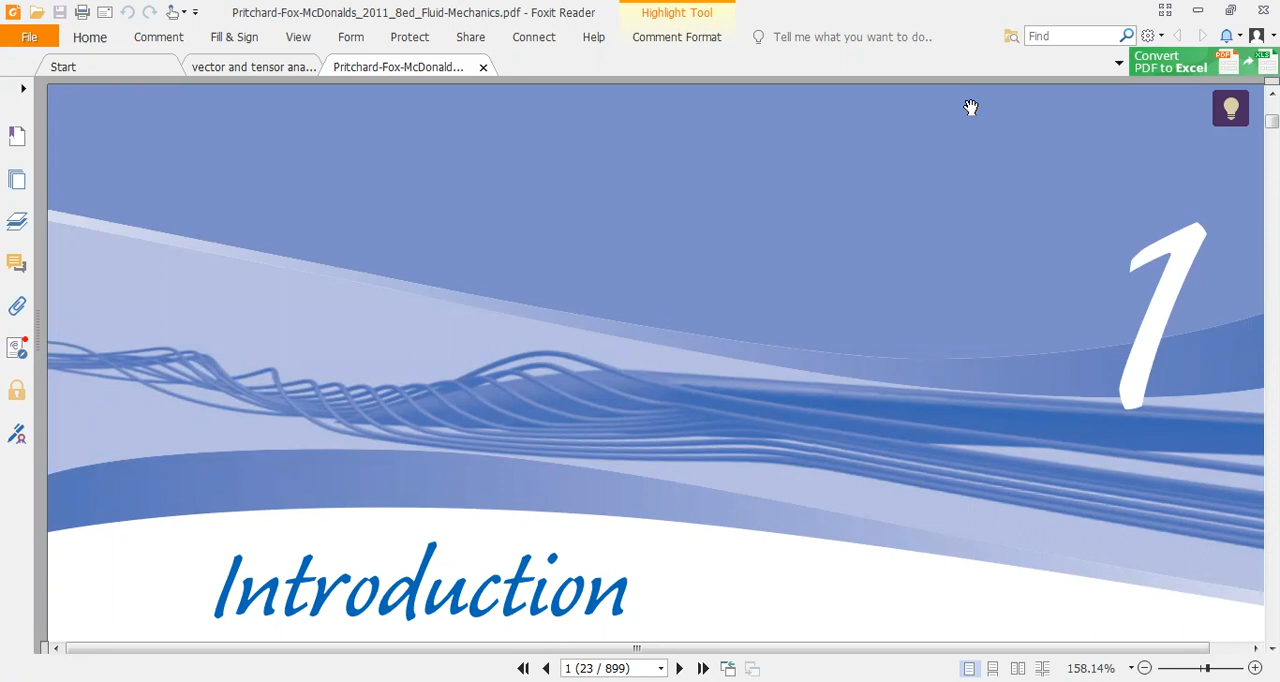 Pritchard-Fox-McDonalds_2011_8ed_Fluid-Mechanics.pdf - Foxit Reader
Highlight Tool
File Home Comment Fill & Sign View Form Protect Share Connect Help Comment Format Tell me what you want to do.. Find
Start vector and tensor ana... Pritchard-Fox-McDonald...
Convert
PDF to Excel
PDF XLS
1
Introduction
1 (23 / 899) 158.14%